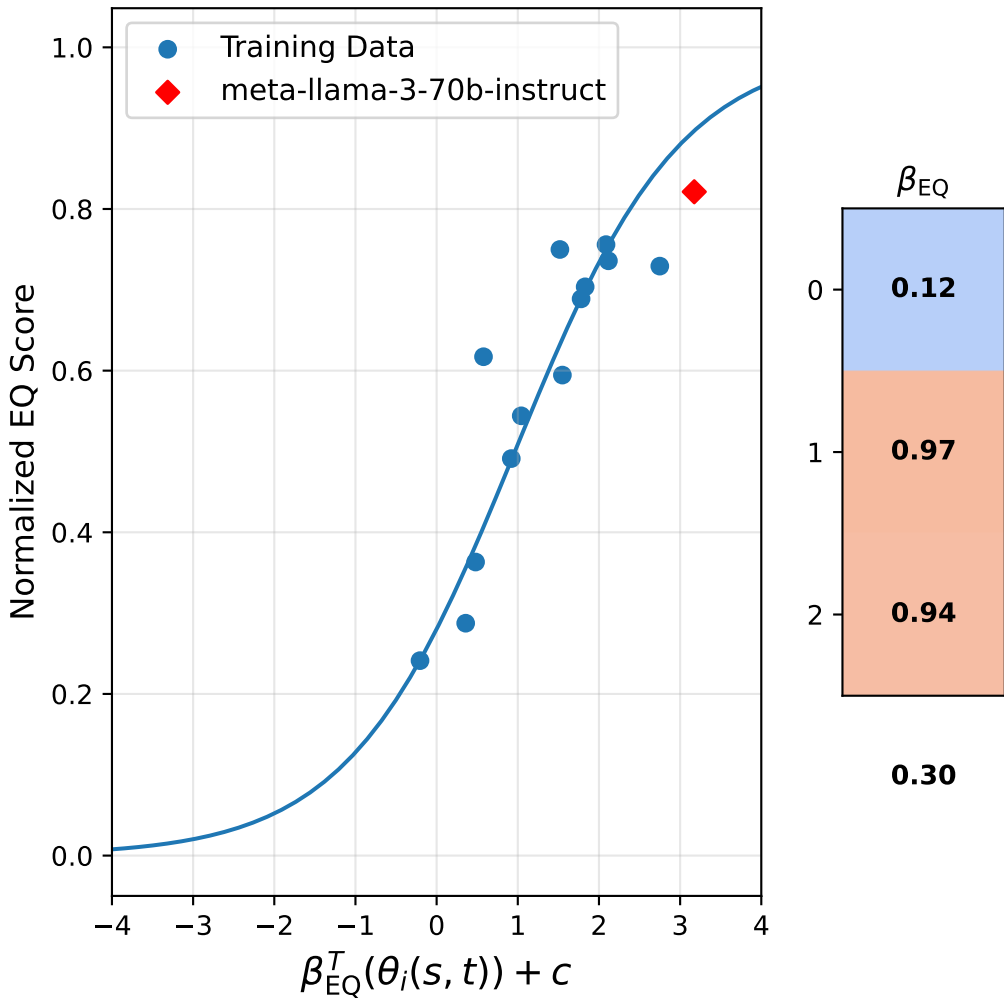 Training Data
meta-llama-3-70b-instruct
Normalized EQ Score
1.0
0.8
0.6
0.4
0.2
0.0
−4 −3 −2 −1 0 1 2 3 4
β_EQ^T(θ_i(s, t)) + c
β_EQ
0 0.12
1 0.97
2 0.94
0.30